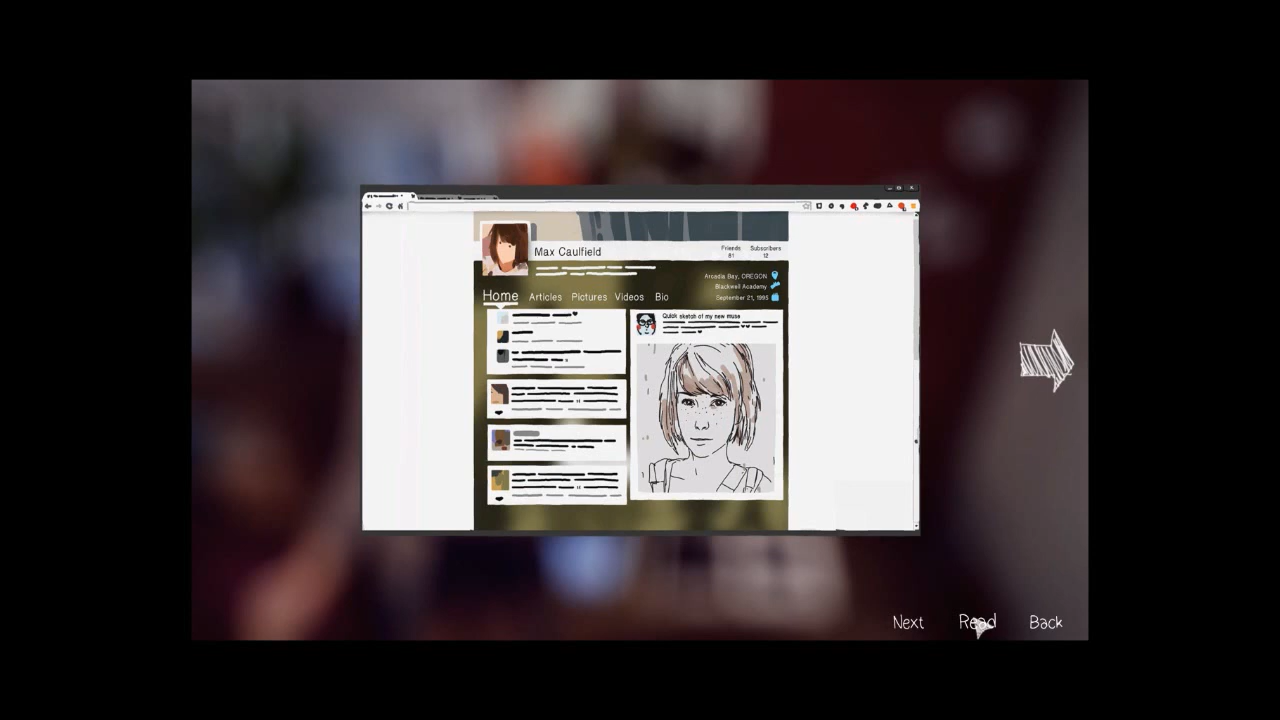 Max Caulfield
Friends Subscribers
81 12
Arcadia Bay, OREGON
Blackwell Academy
September 21, 1995
Home Articles Pictures Videos Bio
Quick sketch of my new muse
Next Read Back